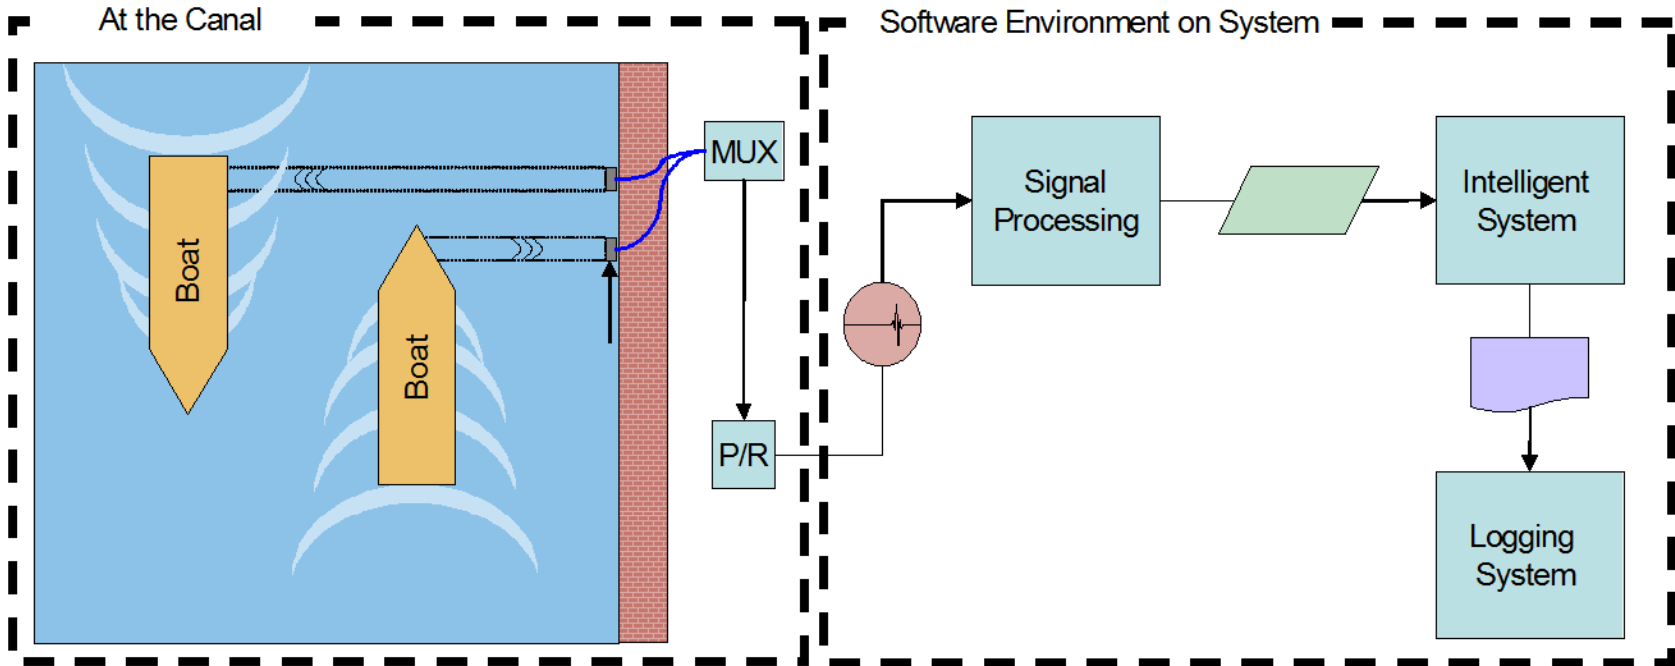 At the Canal
Software Environment on System
MUX
Signal
Processing
Intelligent
System
Boat
Boat
P/R
Logging
System